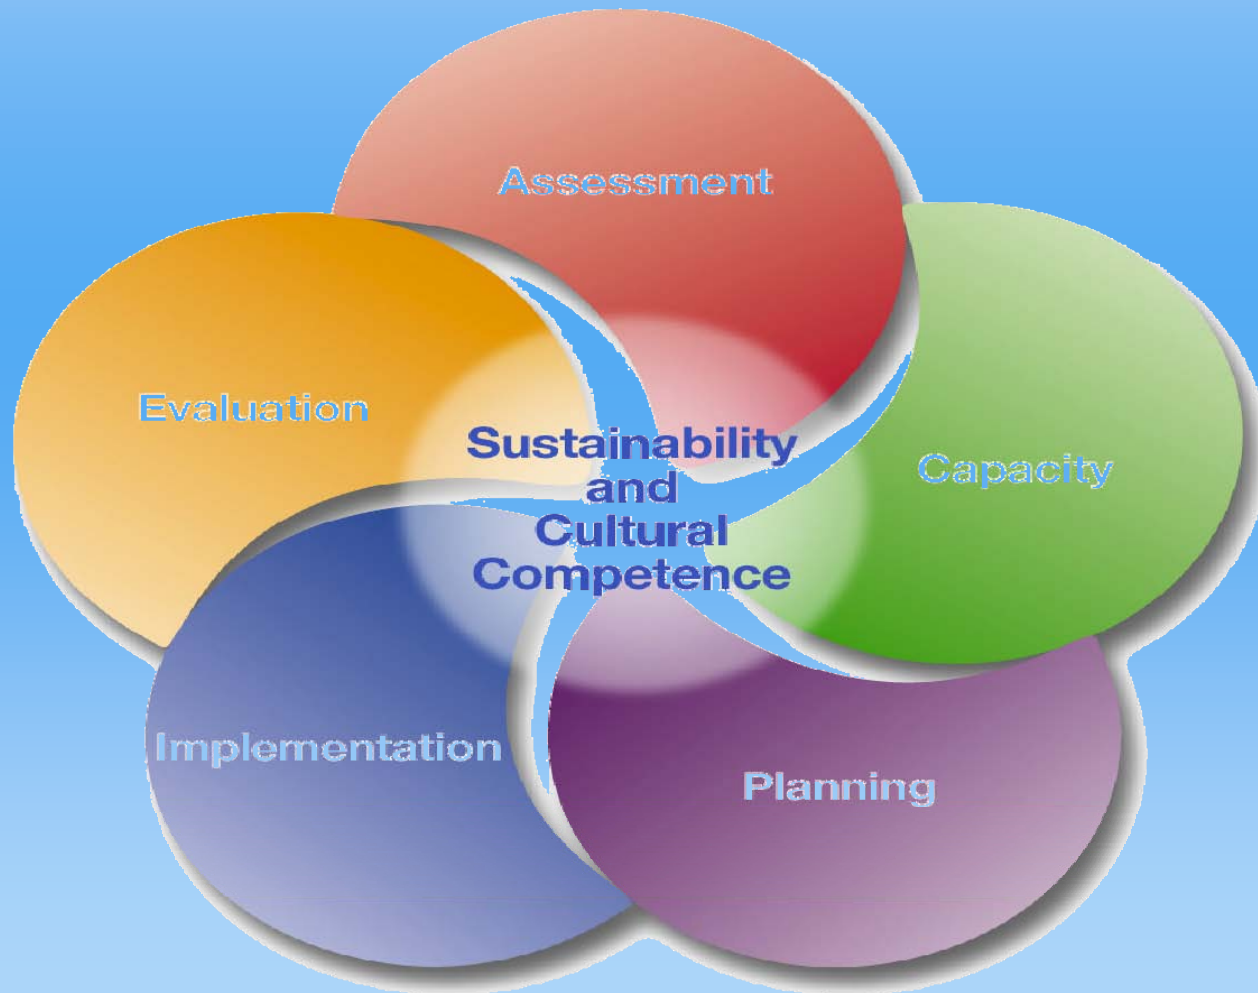 Assessment
Evaluation
Capacity
Sustainability
and
Cultural
Competence
Implementation
Planning